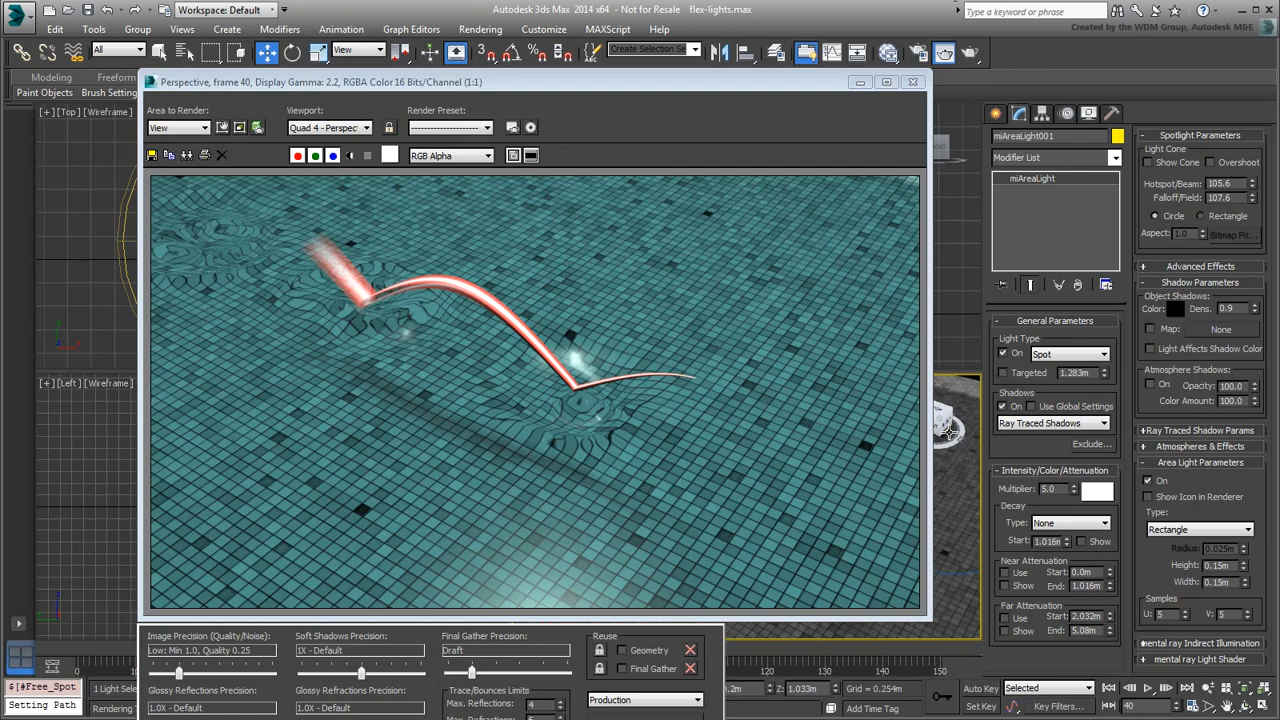 Workspace: Default
Autodesk 3ds Max 2014 x64 - Not for Resale flex-lights.max
Type a keyword or phrase
Edit Tools Group Views Create Modifiers Animation Graph Editors Rendering Customize MAXScript Help
Created by the WDM Group, Autodesk M&E
All
View
Create Selection Se
Modeling Freeform
Paint Objects Brush Setting
[+] [Top] [Wireframe]
[+] [Left] [Wireframe]
Perspective, frame 40, Display Gamma: 2.2, RGBA Color 16 Bits/Channel (1:1)
Area to Render:
View
Viewport:
Quad 4 - Perspec
Render Preset:
RGB Alpha
miAreaLight001
Modifier List
miAreaLight
General Parameters
Light Type
On Spot
Targeted 1.283m
Shadows
On Use Global Settings
Ray Traced Shadows
Exclude...
Intensity/Color/Attenuation
Multiplier: 5.0
Decay
Type: None
Start: 1.016m Show
Near Attenuation
Use Start: 0.0m
Show End: 1.016m
Far Attenuation
Use Start: 2.032m
Show End: 5.08m
Spotlight Parameters
Light Cone
Show Cone Overshoot
Hotspot/Beam: 105.6
Falloff/Field: 107.6
Circle Rectangle
Aspect: 1.0 Bitmap Fit...
Advanced Effects
Shadow Parameters
Object Shadows:
Color: Dens. 0.9
Map: None
Light Affects Shadow Color
Atmosphere Shadows:
On Opacity: 100.0
Color Amount: 100.0
Ray Traced Shadow Params
Atmospheres & Effects
Area Light Parameters
On
Show Icon in Renderer
Type:
Rectangle
Radius: 0.025m
Height: 0.15m
Width: 0.15m
Samples
U: 5 V: 5
mental ray Indirect Illumination
mental ray Light Shader
Image Precision (Quality/Noise):
Low: Min 1.0, Quality 0.25
Glossy Reflections Precision:
1.0X - Default
Soft Shadows Precision:
1X - Default
Glossy Refractions Precision:
1.0X - Default
Final Gather Precision:
Draft
Trace/Bounces Limits
Max. Reflections: 4
Reuse
Geometry
Final Gather
Production
120 130 140 150
$[#Free_Spot
Setting Path
1 Light Selec
Rendering
0.2m Z: 1.033m Grid = 0.254m
Add Time Tag
Auto Key Selected
Set Key Key Filters...
40